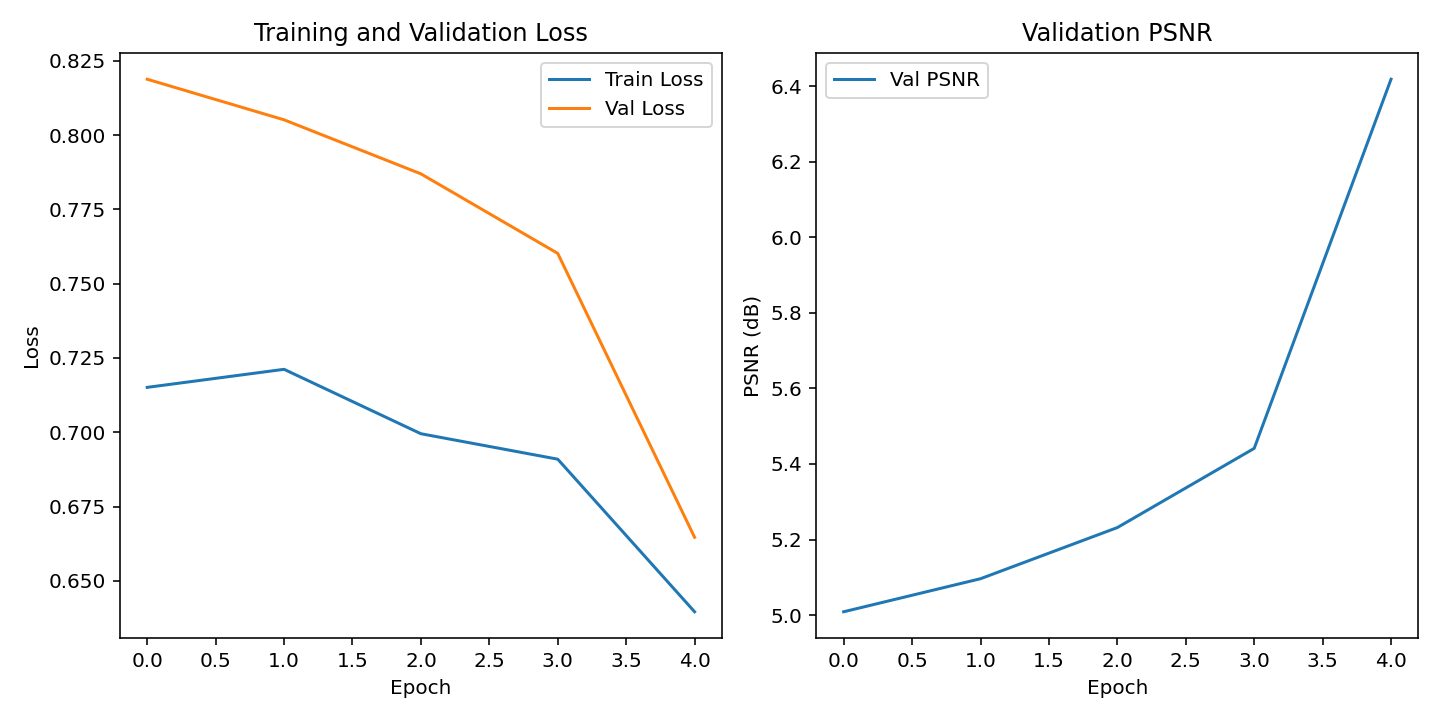 Training and Validation Loss
Train Loss
Val Loss
0.825
0.800
0.775
0.750
0.725
0.700
0.675
0.650
Loss
0.0 0.5 1.0 1.5 2.0 2.5 3.0 3.5 4.0
Epoch
Validation PSNR
Val PSNR
6.4
6.2
6.0
5.8
5.6
5.4
5.2
5.0
PSNR (dB)
0.0 0.5 1.0 1.5 2.0 2.5 3.0 3.5 4.0
Epoch